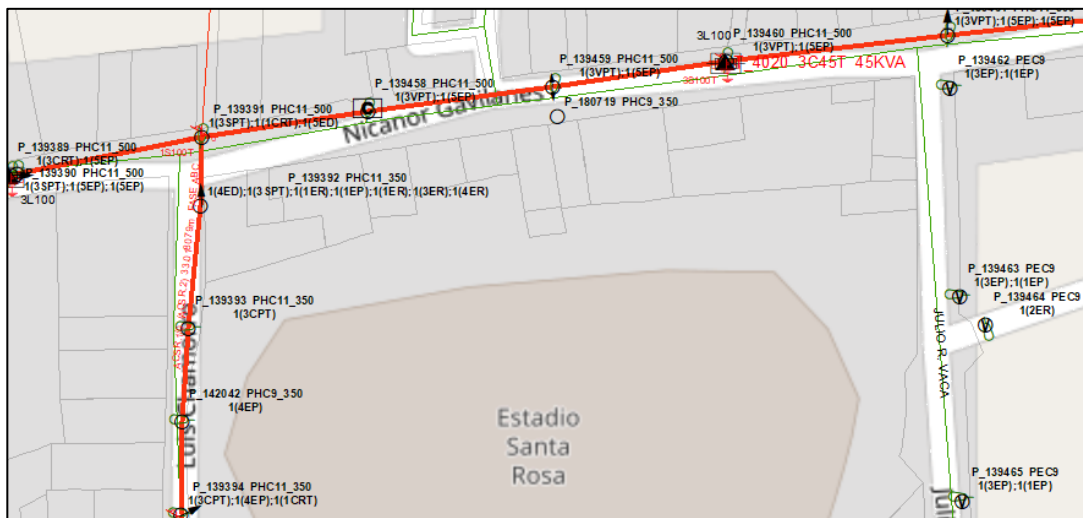 1(3VPT);1(5EP);1(5EP)
3L100
P_139460 PHC11_500
1(3VPT);1(5EP)
4020 3C45T 45KVA
3S100T
P_139459 PHC11_500
1(3VPT);1(5EP)
P_139462 PEC9
1(3EP);1(1EP)
P_139458 PHC11_500
1(3VPT);1(5EP)
P_180719 PHC9_350
P_139391 PHC11_500
1(3SPT);1(1CRT);1(5ED)
Nicanor Gavilanes
1S100T
P_139389 PHC11_500
1(3CRT);1(5EP)
P_139390 PHC11_500
1(3SPT);1(5EP);1(5EP)
3L100
P_139392 PHC11_350
1(4ED);1(3SPT);1(1ER);1(1EP);1(1ER);1(3ER);1(4ER)
FASE ABC
P_139463 PEC9
1(3EP);1(1EP)
P_139464 PEC9
1(2ER)
P_139393 PHC11_350
1(3CPT)
JULIO R. VACA
P_142042 PHC9_350
1(4EP)
Estadio
Santa
Rosa
P_139465 PEC9
1(3EP);1(1EP)
P_139394 PHC11_350
1(3CPT);1(4EP);1(1CRT)